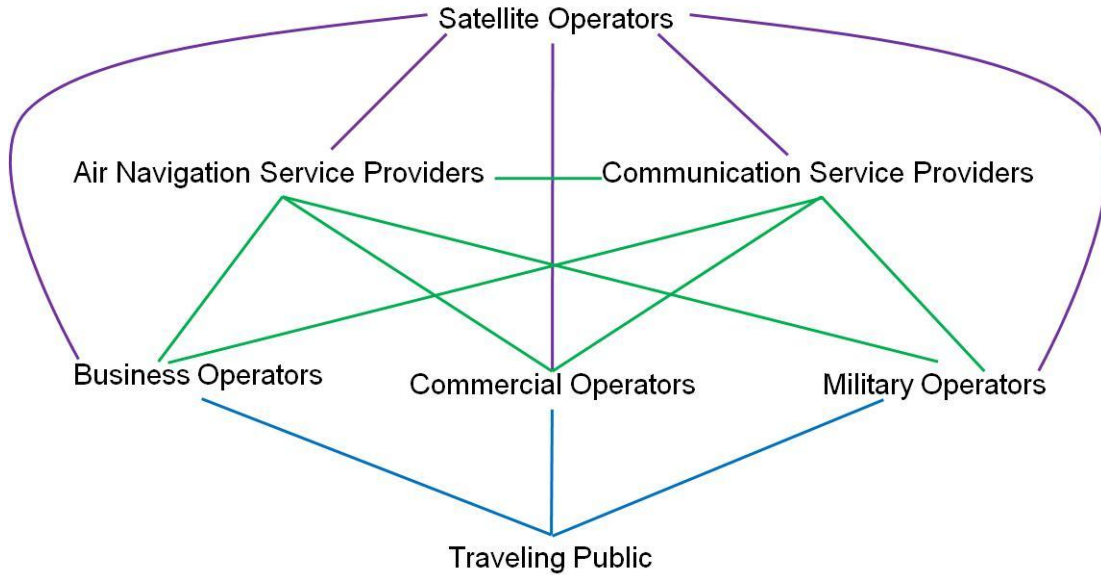 Satellite Operators
Air Navigation Service Providers
Communication Service Providers
Business Operators
Commercial Operators
Military Operators
Traveling Public